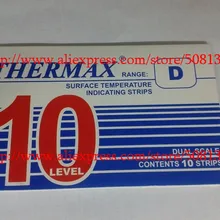 http://www.aliexpress.com/store/50813
THERMAX
RANGE: D
SURFACE TEMPERATURE
INDICATING STRIPS
10
LEVEL
DUAL SCALE
CONTENTS 10 STRIPS